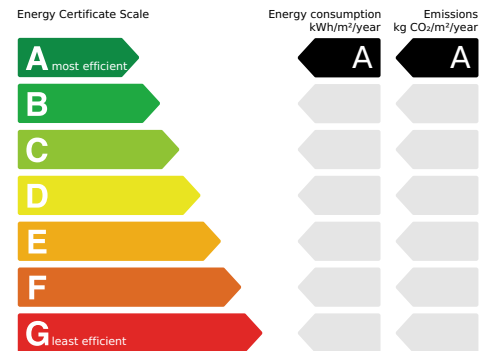 Energy Certificate Scale
Energy consumption
kWh/m²/year
Emissions
kg CO₂/m²/year
A most efficient
A
A
B
C
D
E
F
G least efficient